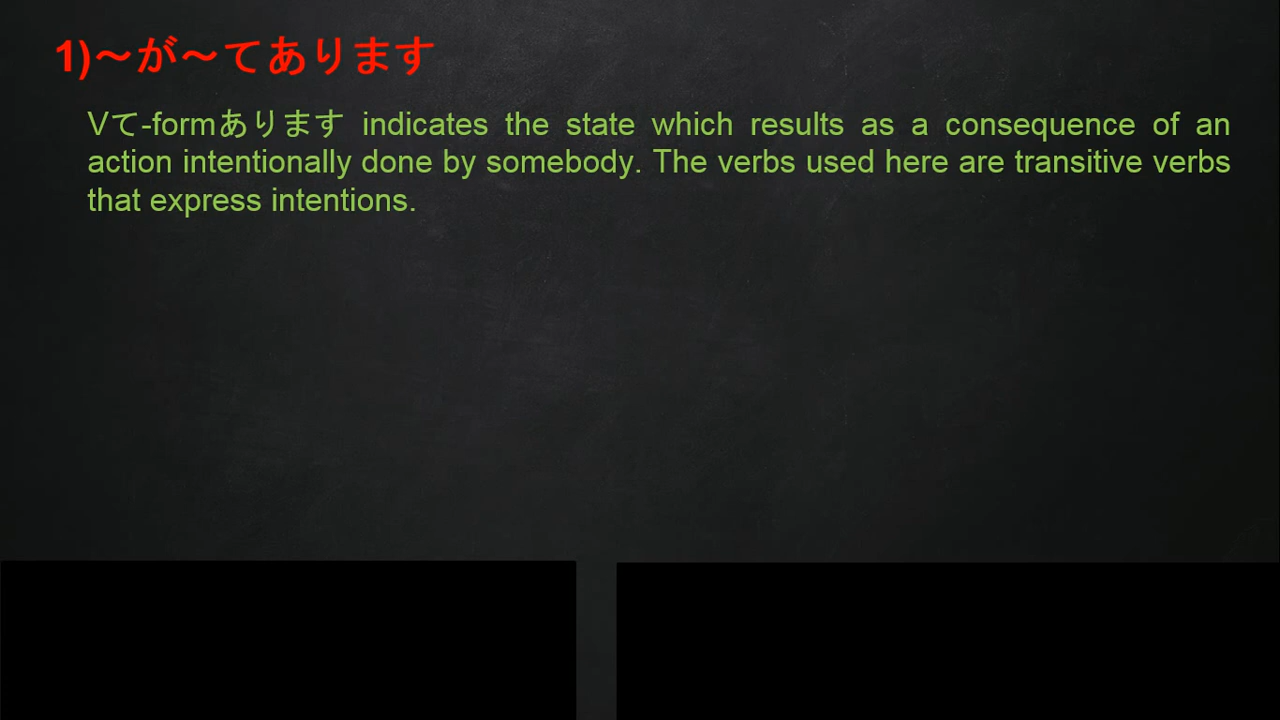 1)～が～てあります
Vて-formあります indicates the state which results as a consequence of an
action intentionally done by somebody. The verbs used here are transitive verbs
that express intentions.